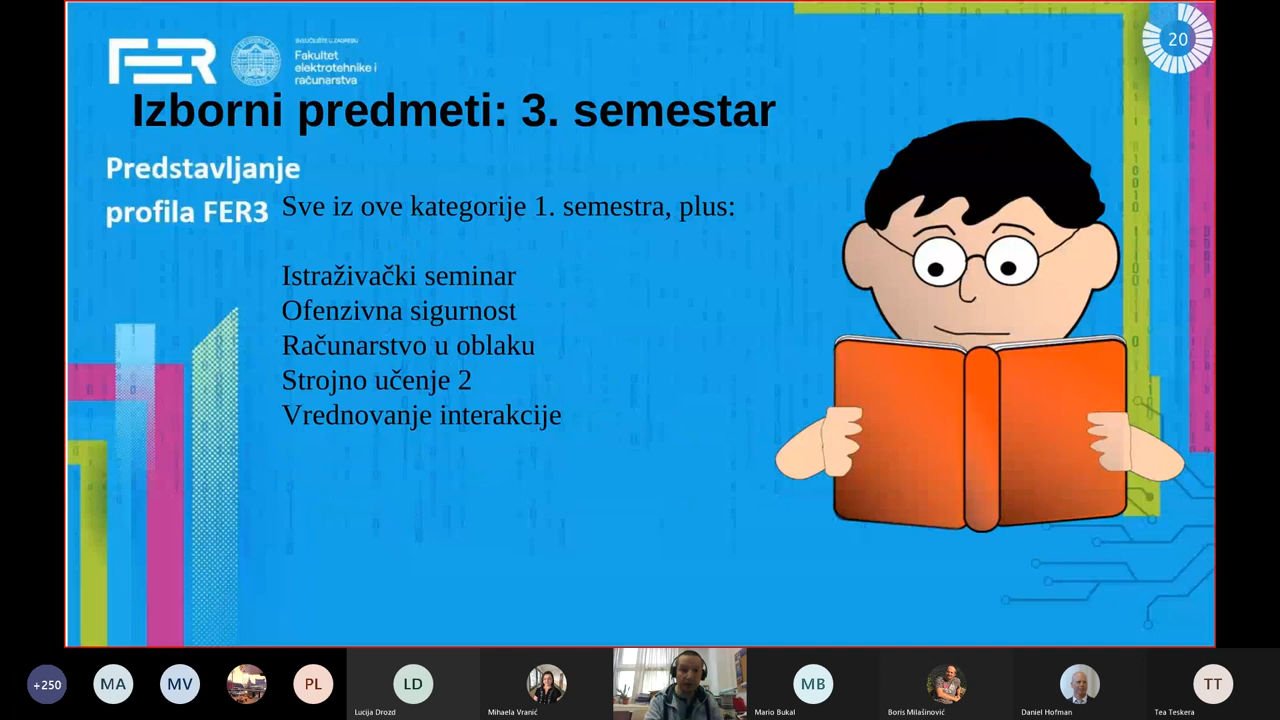 20
FER
SVEUČILIŠTE U ZAGREBU
Fakultet
elektrotehnike i
računarstva
Izborni predmeti: 3. semestar
Predstavljanje
profila FER3
Sve iz ove kategorije 1. semestra, plus:
Istraživački seminar
Ofenzivna sigurnost
Računarstvo u oblaku
Strojno učenje 2
Vrednovanje interakcije
+250
MA
MV
PL
LD
MB
TT
Lucija Drozd
Mihaela Vranić
Mario Bukal
Boris Milašinović
Daniel Hofman
Tea Teskera